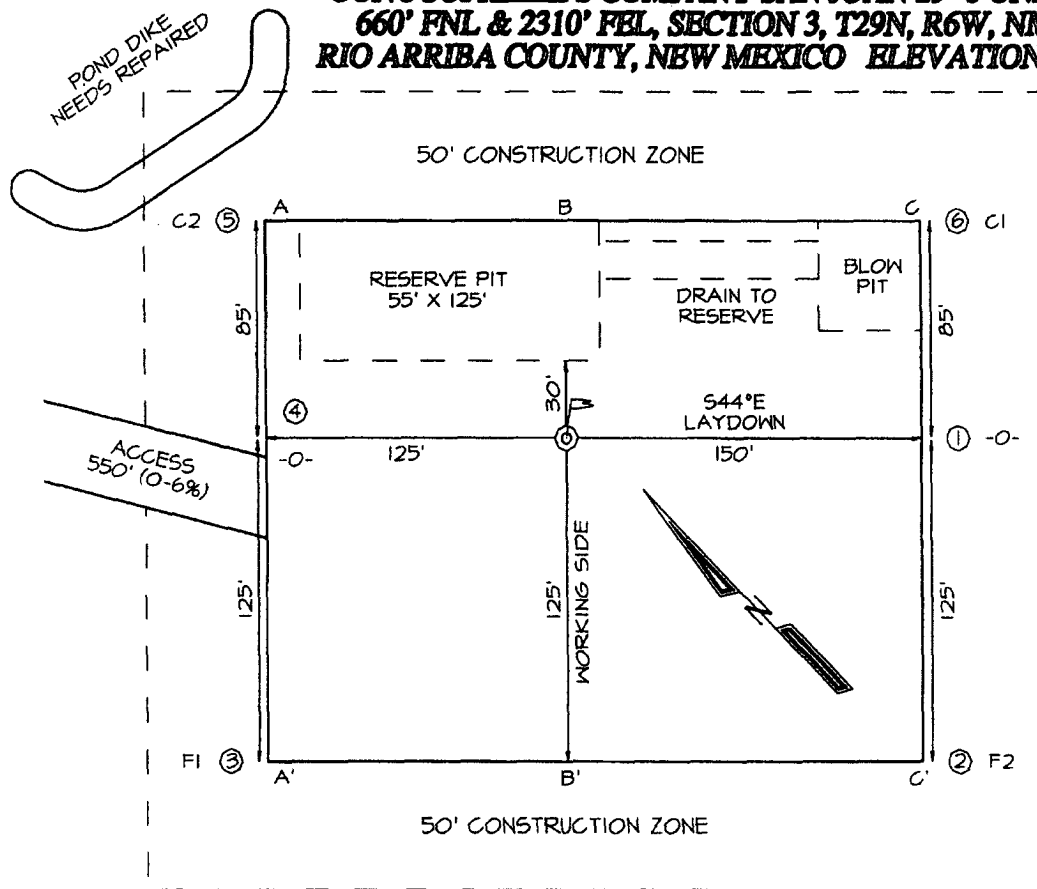 660' FNL & 2310' FEL, SECTION 3, T29N, R6W,
RIO ARRIBA COUNTY, NEW MEXICO ELEVATION
POND DIKE
NEEDS REPAIRED
50' CONSTRUCTION ZONE
C2 5 A B C 6 C1
RESERVE PIT
55' X 125'
DRAIN TO
RESERVE
BLOW
PIT
85'
85'
30'
S44°E
LAYDOWN
4
-0-
125'
150'
1 -0-
ACCESS
550' (0-6%)
125'
125'
WORKING SIDE
N
125'
F1 3 A' B' C' 2 F2
50' CONSTRUCTION ZONE